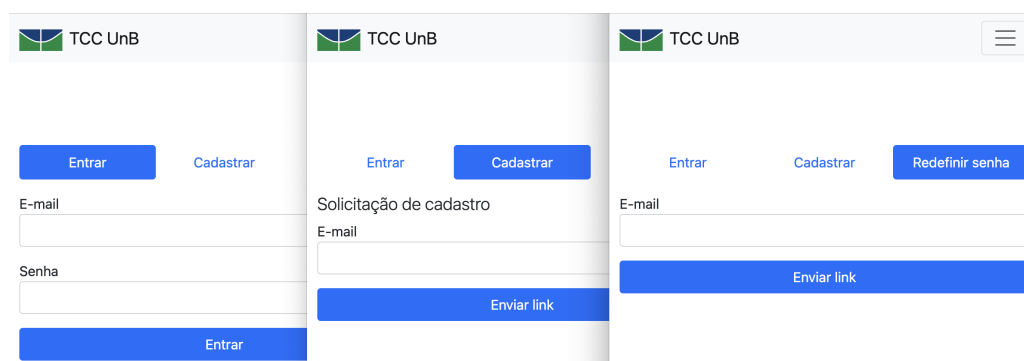 TCC UnB
Entrar
Cadastrar
E-mail
Senha
Entrar
TCC UnB
Entrar
Cadastrar
Solicitação de cadastro
E-mail
Enviar link
TCC UnB
Entrar
Cadastrar
Redefinir senha
E-mail
Enviar link